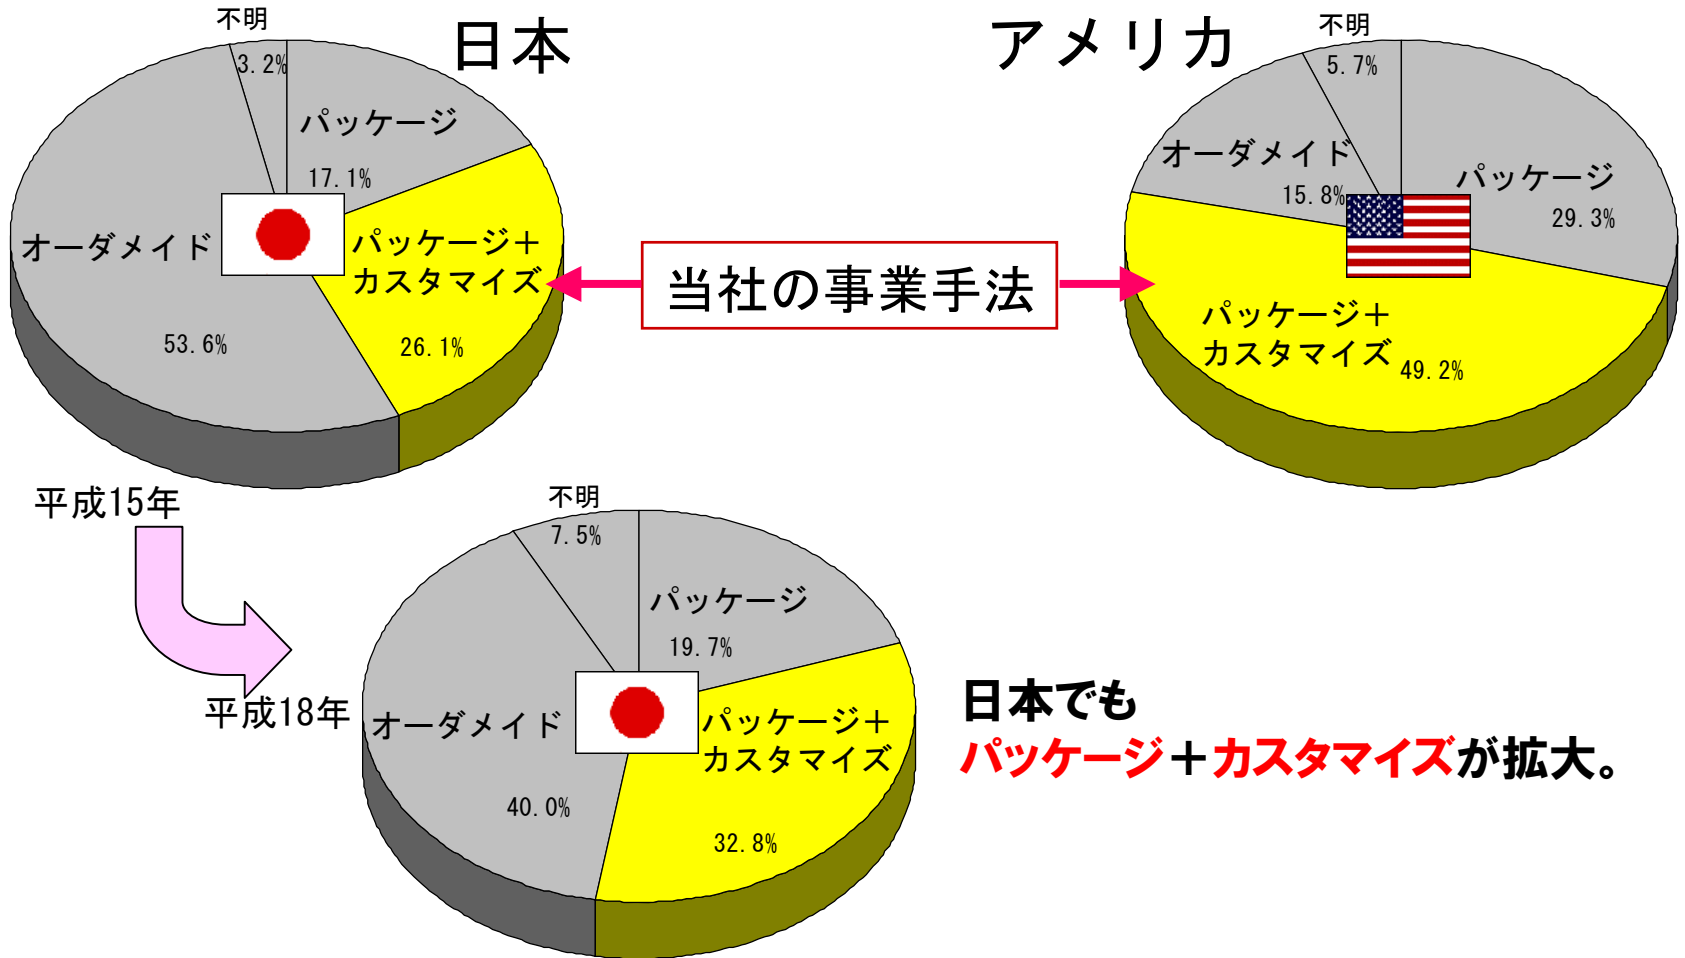 日本
不明
3.2%
パッケージ
17.1%
オーダメイド
53.6%
パッケージ＋
カスタマイズ
26.1%
当社の事業手法
アメリカ
不明
5.7%
オーダメイド
15.8%
パッケージ
29.3%
パッケージ＋
カスタマイズ
49.2%
平成15年
平成18年
不明
7.5%
パッケージ
19.7%
オーダメイド
40.0%
パッケージ＋
カスタマイズ
32.8%
日本でも
パッケージ＋カスタマイズが拡大。